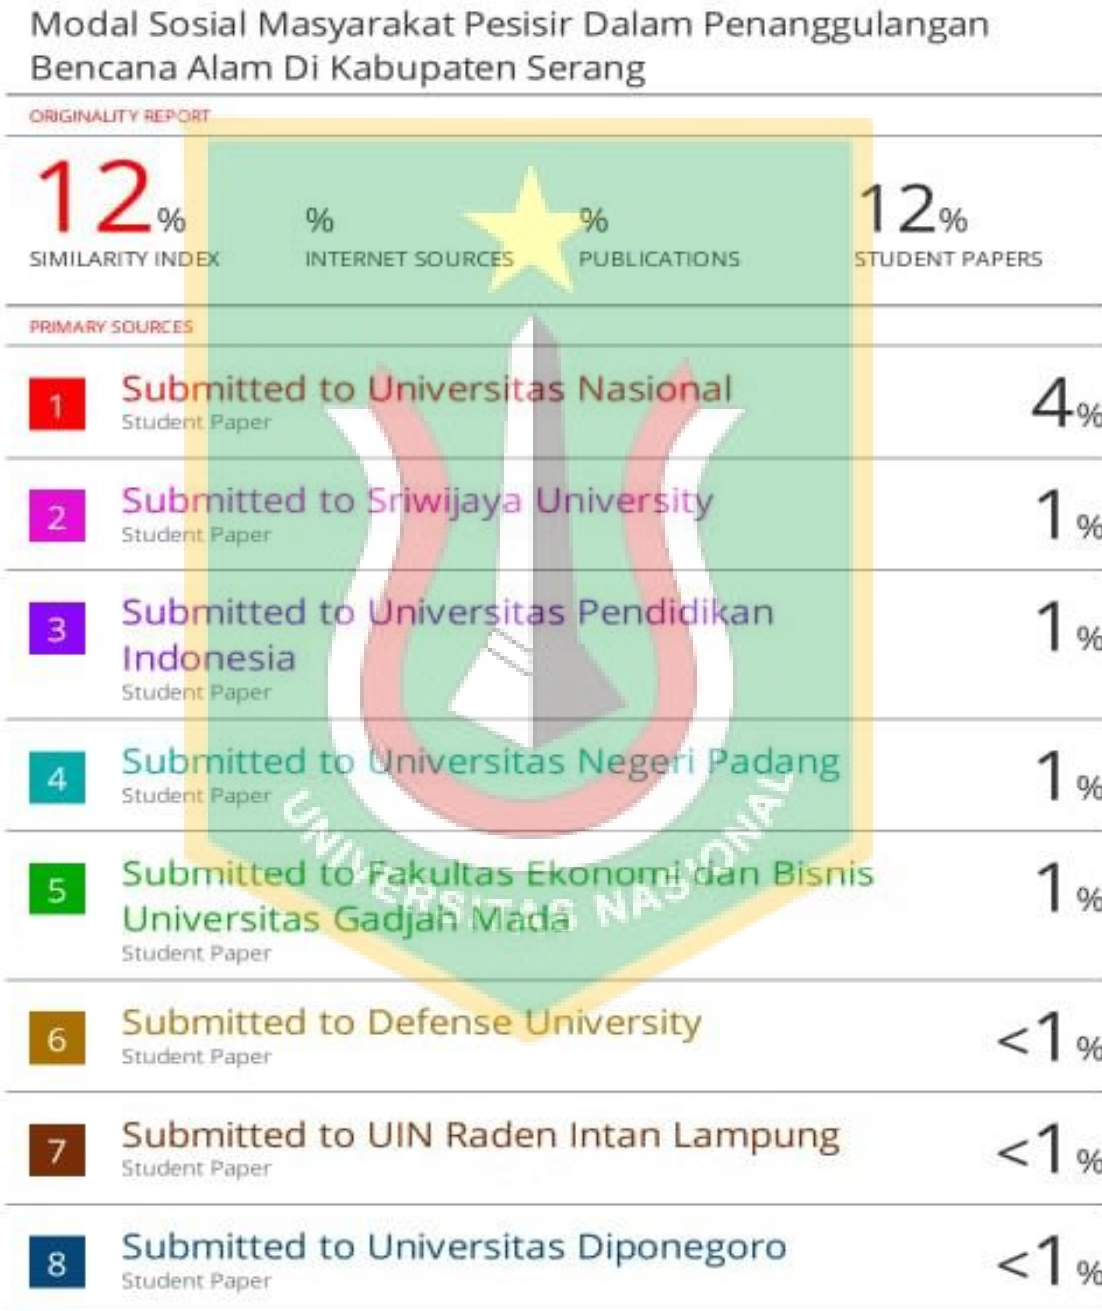 Modal Sosial Masyarakat Pesisir Dalam Penanggulangan
Bencana Alam Di Kabupaten Serang
ORIGINALITY REPORT
12% % % 12%
SIMILARITY INDEX INTERNET SOURCES PUBLICATIONS STUDENT PAPERS
PRIMARY SOURCES
1 Submitted to Universitas Nasional 4%
Student Paper
2 Submitted to Sriwijaya University 1%
Student Paper
3 Submitted to Universitas Pendidikan 1%
Indonesia
Student Paper
4 Submitted to Universitas Negeri Padang 1%
Student Paper
5 Submitted to Fakultas Ekonomi dan Bisnis 1%
Universitas Gadjah Mada
Student Paper
6 Submitted to Defense University <1%
Student Paper
7 Submitted to UIN Raden Intan Lampung <1%
Student Paper
8 Submitted to Universitas Diponegoro <1%
Student Paper
UNIVERSITAS NASIONAL